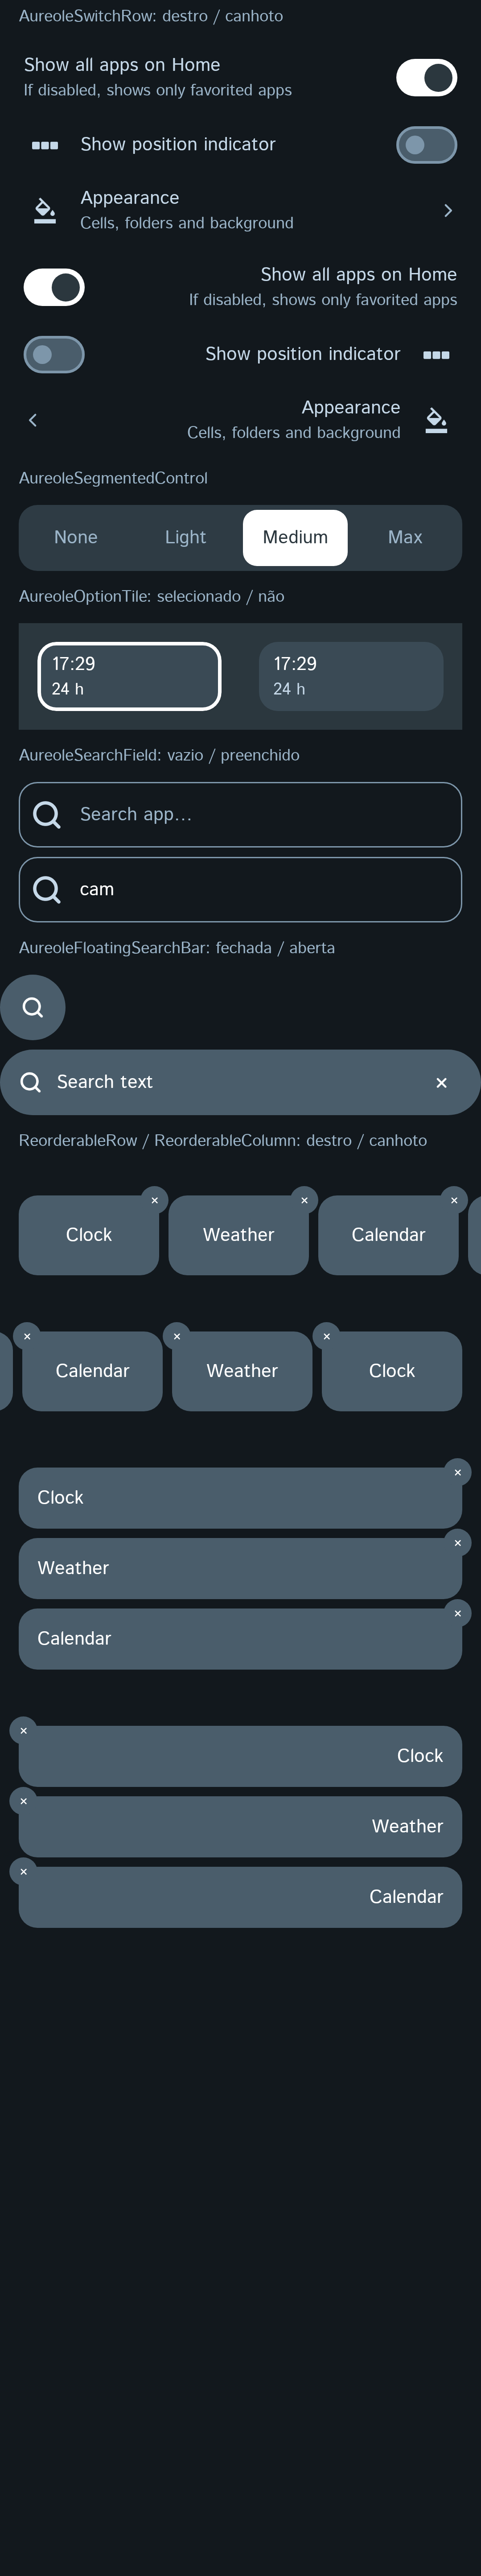 AureoleSwitchRow: destro / canhoto
Show all apps on Home
If disabled, shows only favorited apps
Show position indicator
Appearance
Cells, folders and background
Show all apps on Home
If disabled, shows only favorited apps
Show position indicator
Appearance
Cells, folders and background
AureoleSegmentedControl
None Light Medium Max
AureoleOptionTile: selecionado / não
17:29 17:29
24 h 24 h
AureoleSearchField: vazio / preenchido
Search app…
cam
AureoleFloatingSearchBar: fechada / aberta
Search text
ReorderableRow / ReorderableColumn: destro / canhoto
Clock Weather Calendar
Calendar Weather Clock
Clock
Weather
Calendar
Clock
Weather
Calendar